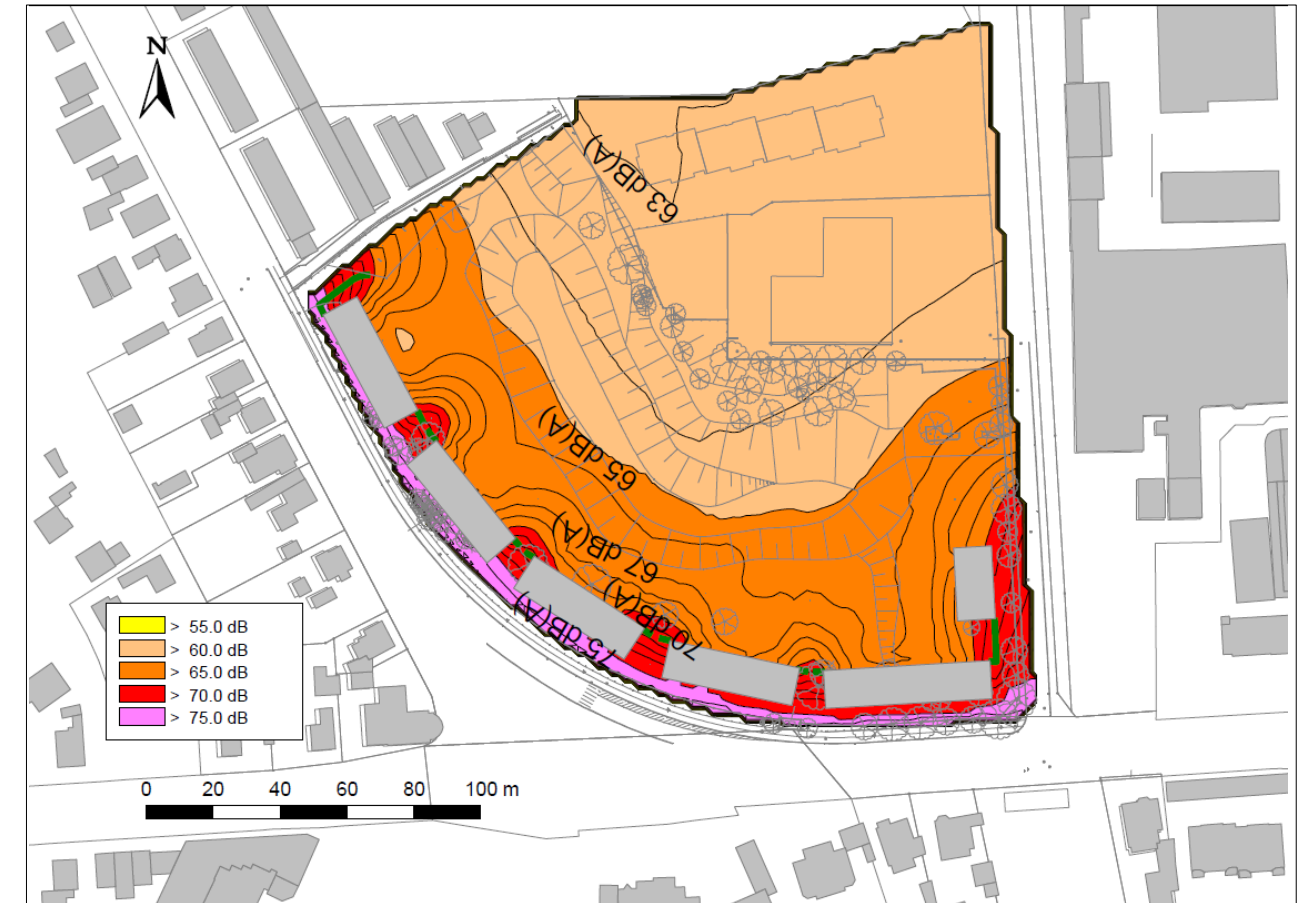 N
63 dB(A)
65 dB(A)
67 dB(A)
70 dB(A)
75 dB(A)
> 55.0 dB
> 60.0 dB
> 65.0 dB
> 70.0 dB
> 75.0 dB
0 20 40 60 80 100 m